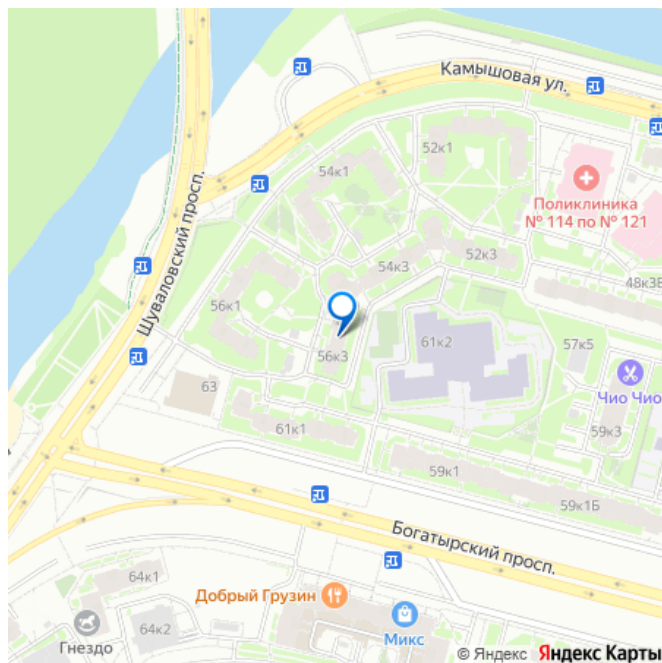 Камышовая ул.
52к1
54к1
Поликлиника
№ 114 по № 121
52к3
54к3
48к3В
Шуваловский просп.
56к1
61к2
57к5
56к3
63
Чио Чио
61к1
59к3
59к1
59к1Б
Богатырский просп.
64к1
Добрый Грузин
Микс
Гнездо
64к2
© Яндекс Яндекс Карты